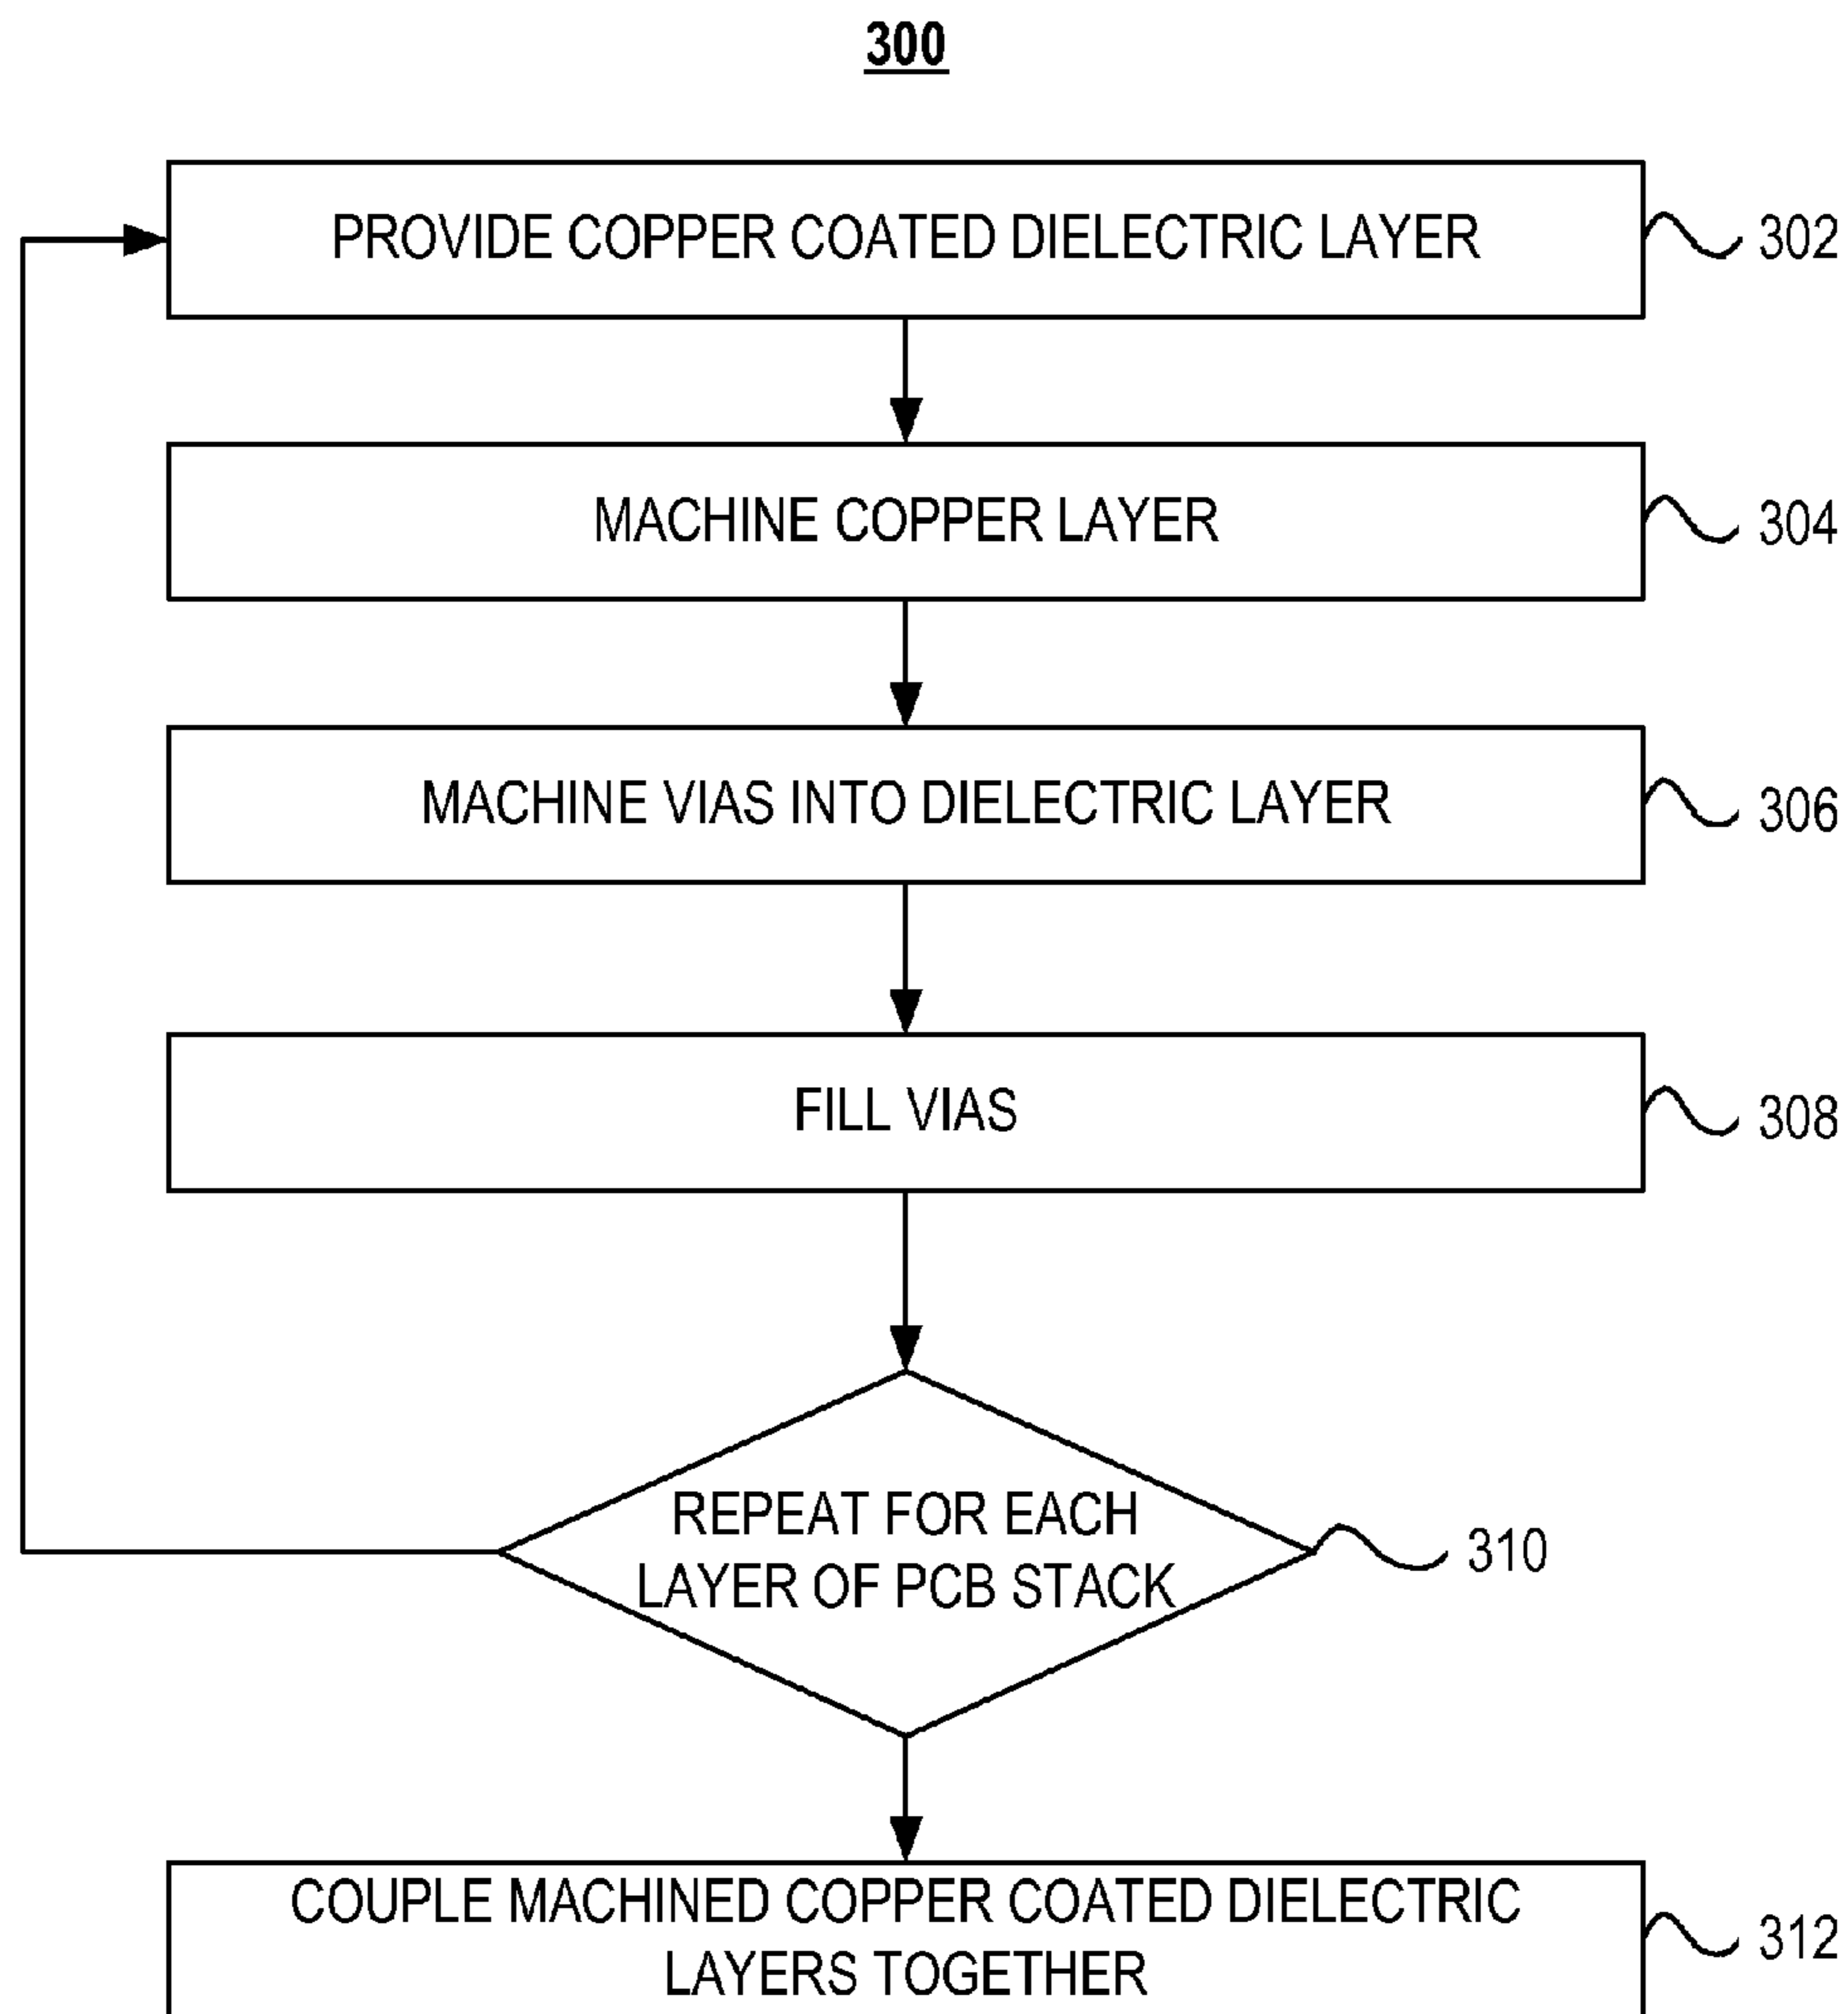 300
PROVIDE COPPER COATED DIELECTRIC LAYER
302
MACHINE COPPER LAYER
304
MACHINE VIAS INTO DIELECTRIC LAYER
306
FILL VIAS
308
REPEAT FOR EACH
LAYER OF PCB STACK
310
COUPLE MACHINED COPPER COATED DIELECTRIC
LAYERS TOGETHER
312